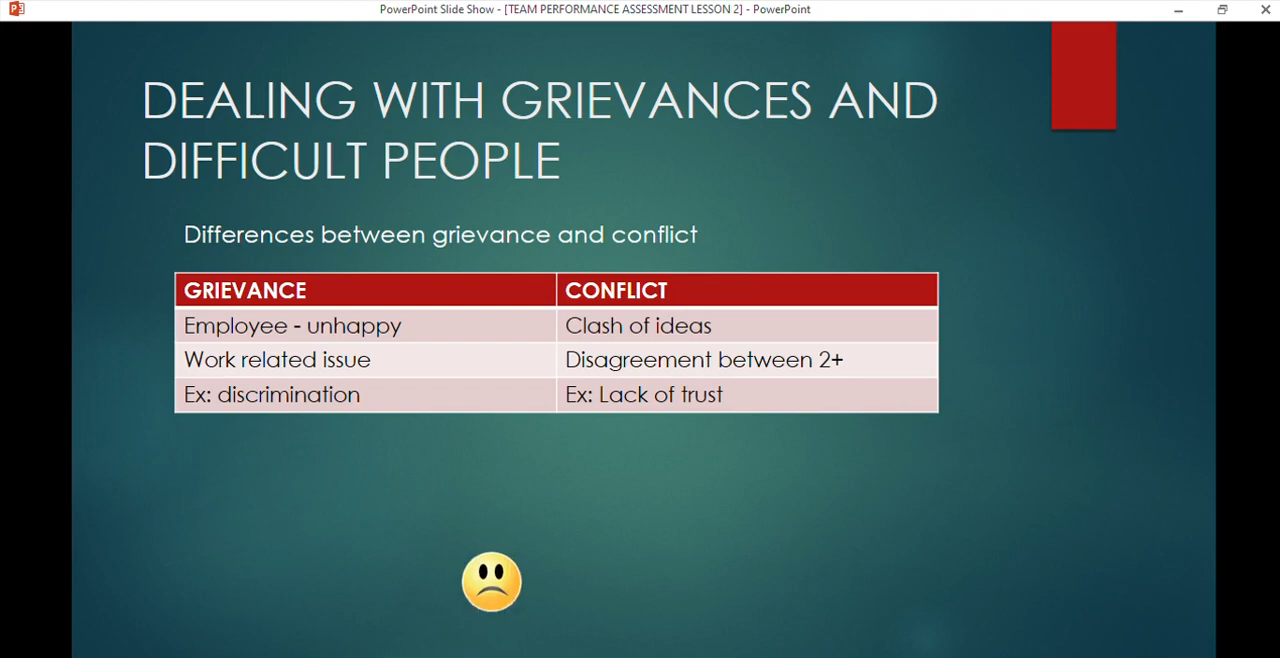 PowerPoint Slide Show - [TEAM PERFORMANCE ASSESSMENT LESSON 2] - PowerPoint
DEALING WITH GRIEVANCES AND
DIFFICULT PEOPLE
Differences between grievance and conflict
GRIEVANCE CONFLICT
Employee - unhappy Clash of ideas
Work related issue Disagreement between 2+
Ex: discrimination Ex: Lack of trust